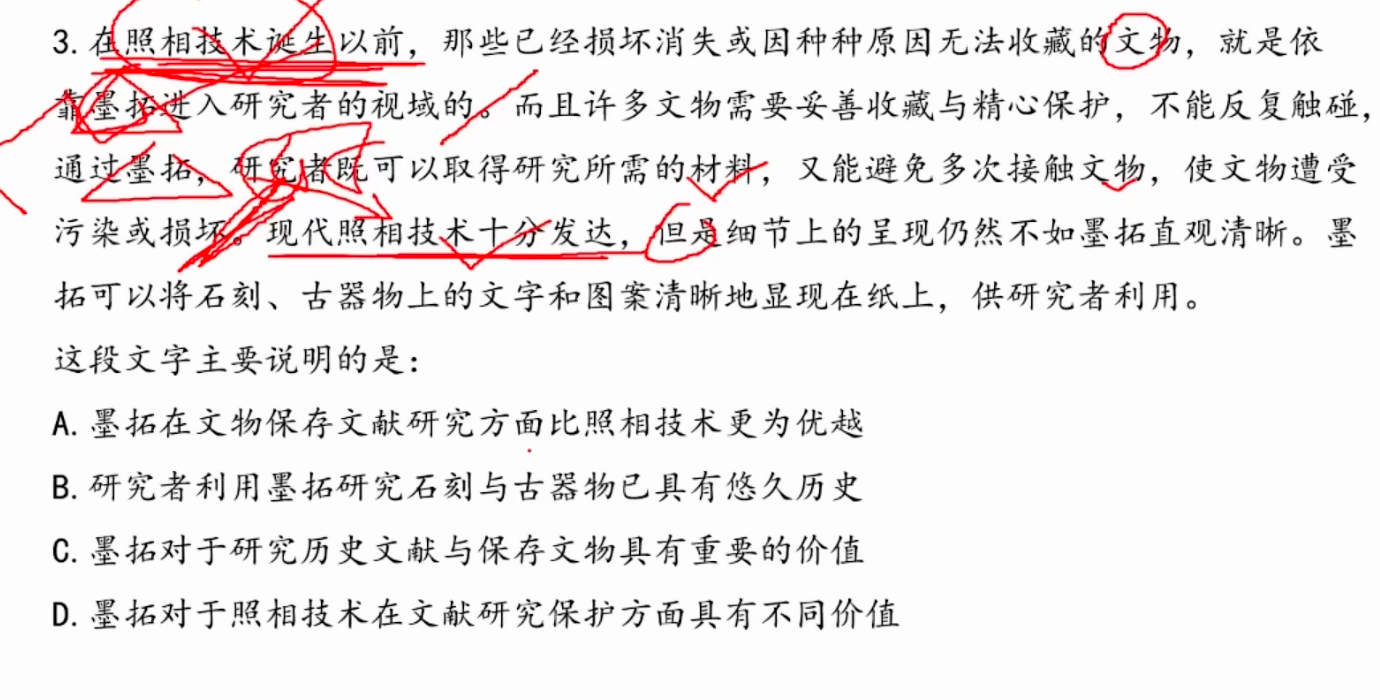 3. 在照相技术诞生以前，那些已经损坏消失或因种种原因无法收藏的文物，就是依
靠墨拓进入研究者的视域的。而且许多文物需要妥善收藏与精心保护，不能反复触碰，
通过墨拓，研究者既可以取得研究所需的材料，又能避免多次接触文物，使文物遭受
污染或损坏。现代照相技术十分发达，但是细节上的呈现仍然不如墨拓直观清晰。墨
拓可以将石刻、古器物上的文字和图案清晰地显现在纸上，供研究者利用。
这段文字主要说明的是：
A. 墨拓在文物保存文献研究方面比照相技术更为优越
B. 研究者利用墨拓研究石刻与古器物已具有悠久历史
C. 墨拓对于研究历史文献与保存文物具有重要的价值
D. 墨拓对于照相技术在文献研究保护方面具有不同价值